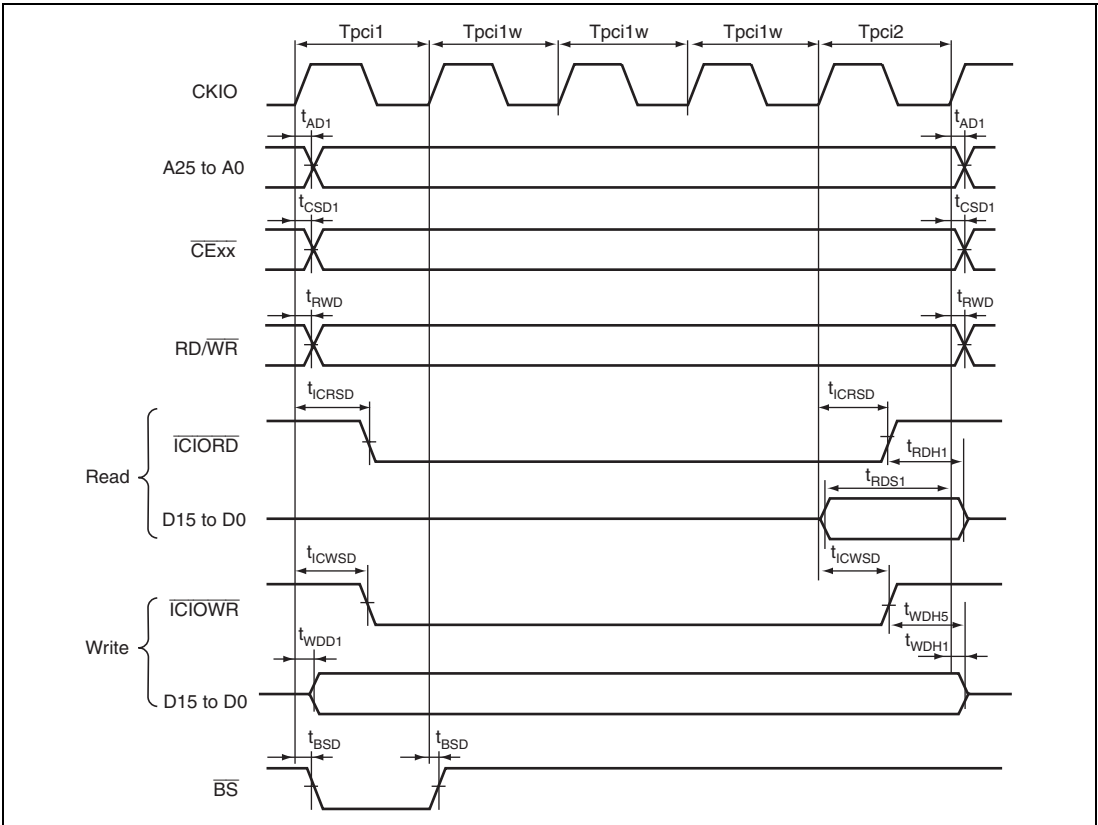 Tpci1 Tpci1w Tpci1w Tpci1w Tpci2
CKIO
tAD1 tAD1
A25 to A0
tCSD1 tCSD1
CExx
tRWD tRWD
RD/WR
tICRSD tICRSD
ICIORD
tRDH1
Read
tRDS1
D15 to D0
tICWSD tICWSD
ICIOWR
tWDH5
Write
tWDD1 tWDH1
D15 to D0
tBSD tBSD
BS